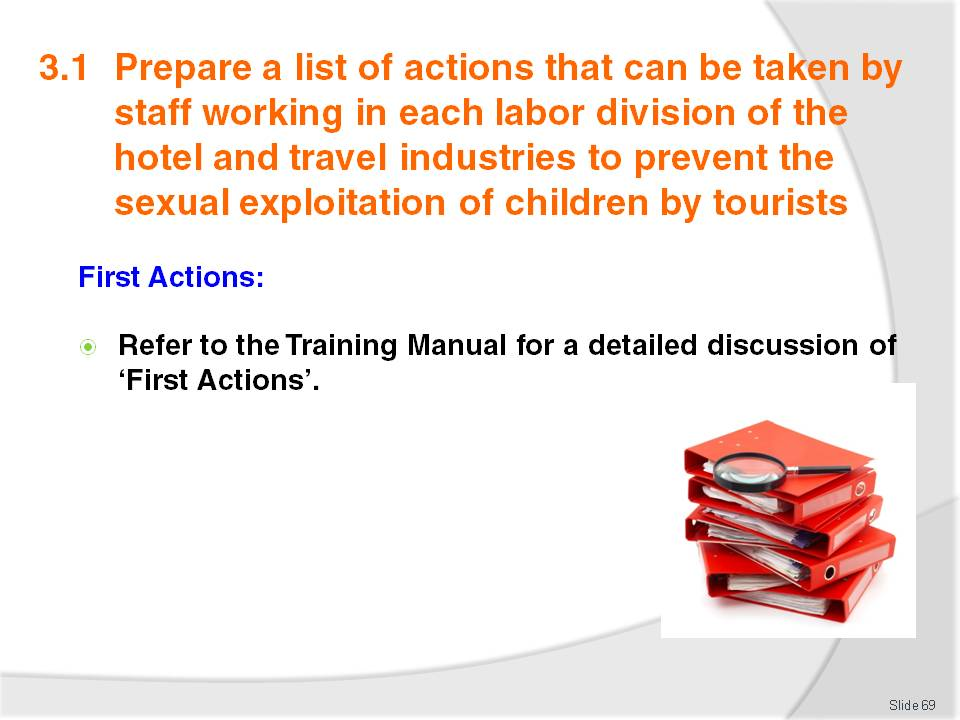 3.1 Prepare a list of actions that can be taken by
staff working in each labor division of the
hotel and travel industries to prevent the
sexual exploitation of children by tourists
First Actions:
Refer to the Training Manual for a detailed discussion of
‘First Actions’.
Slide 69